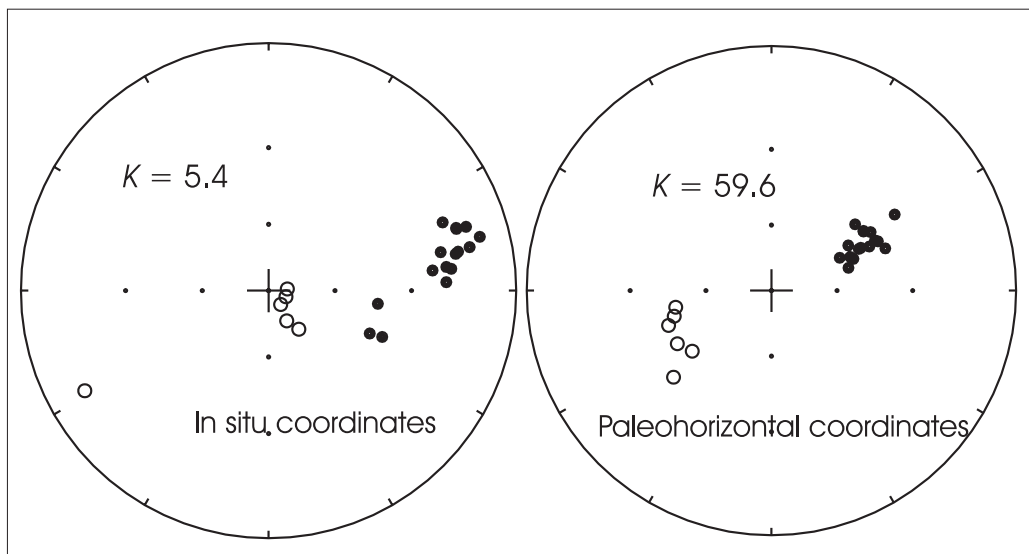 K = 5.4
In situ coordinates
K = 59.6
Paleohorizontal coordinates